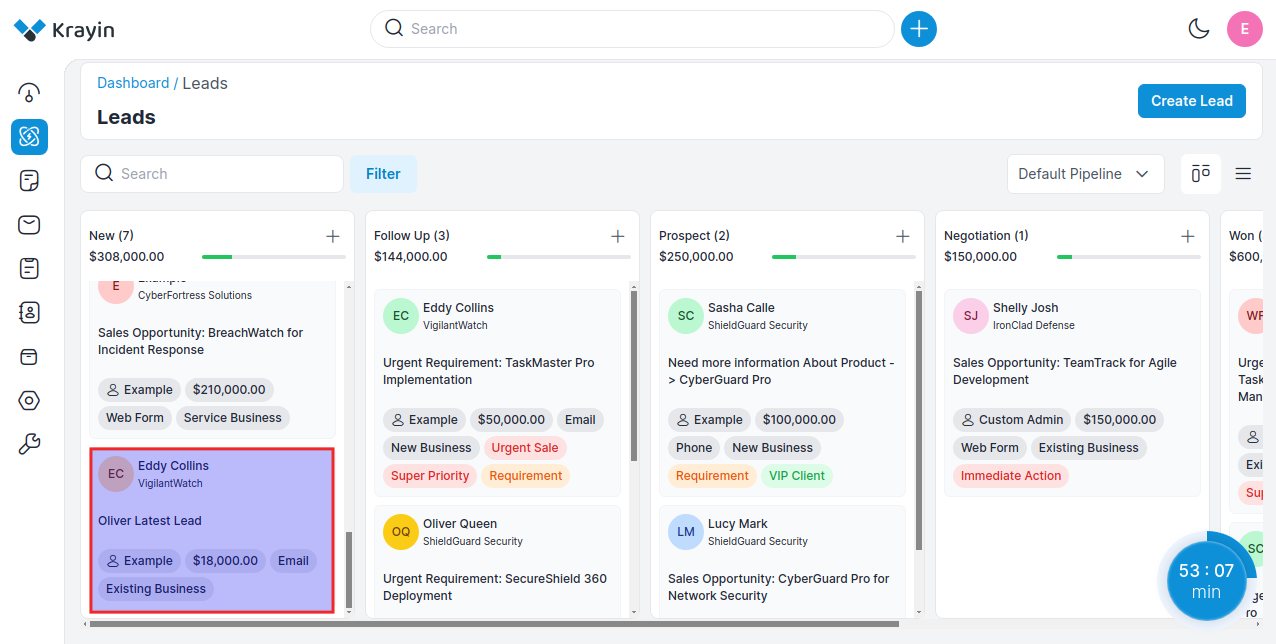 Krayin
Search
E
Dashboard / Leads
Leads
Create Lead
Search
Filter
Default Pipeline
New (7)
$308,000.00
E
Example
CyberFortress Solutions
Sales Opportunity: BreachWatch for
Incident Response
Example
$210,000.00
Web Form
Service Business
EC
Eddy Collins
VigilantWatch
Oliver Latest Lead
Example
$18,000.00
Email
Existing Business
Follow Up (3)
$144,000.00
EC
Eddy Collins
VigilantWatch
Urgent Requirement: TaskMaster Pro
Implementation
Example
$50,000.00
Email
New Business
Urgent Sale
Super Priority
Requirement
OQ
Oliver Queen
ShieldGuard Security
Urgent Requirement: SecureShield 360
Deployment
Prospect (2)
$250,000.00
SC
Sasha Calle
ShieldGuard Security
Need more information About Product -
> CyberGuard Pro
Example
$100,000.00
Phone
New Business
Requirement
VIP Client
LM
Lucy Mark
ShieldGuard Security
Sales Opportunity: CyberGuard Pro for
Network Security
Negotiation (1)
$150,000.00
SJ
Shelly Josh
IronClad Defense
Sales Opportunity: TeamTrack for Agile
Development
Custom Admin
$150,000.00
Web Form
Existing Business
Immediate Action
Won (
$600,
Urge
Task
Man
Exi
Sup
SC
53 : 07
min